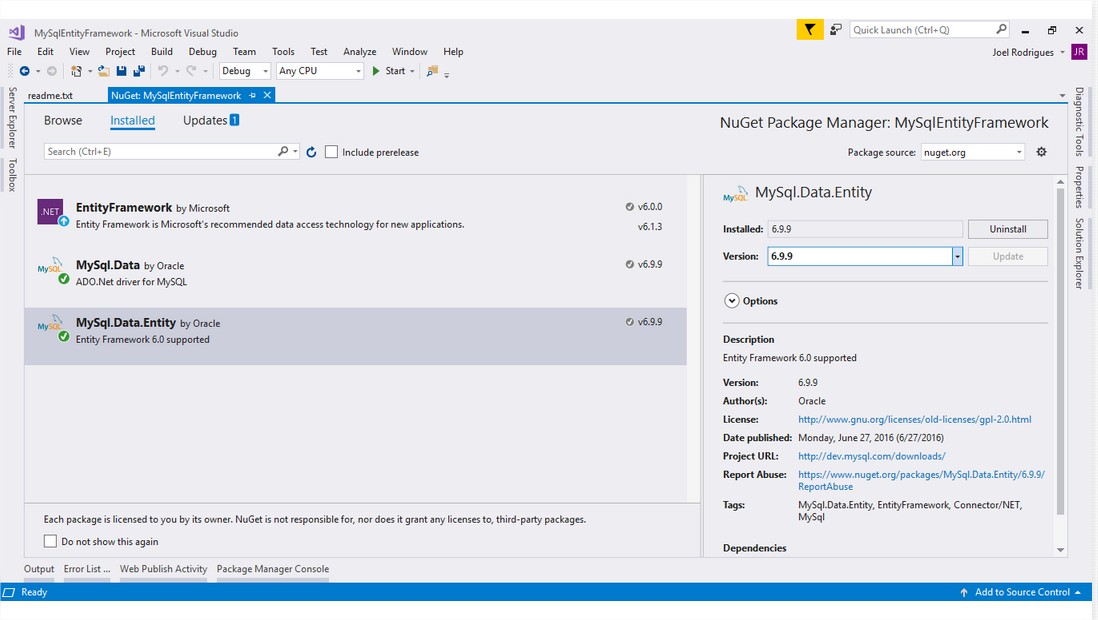 MySqlEntityFramework - Microsoft Visual Studio
Quick Launch (Ctrl+Q)
File Edit View Project Build Debug Team Tools Test Analyze Window Help
Joel Rodrigues JR
Debug Any CPU Start
readme.txt NuGet: MySqlEntityFramework
Server Explorer
Toolbox
Browse Installed Updates 1
NuGet Package Manager: MySqlEntityFramework
Search (Ctrl+E) Include prerelease
Package source: nuget.org
.NET EntityFramework by Microsoft v6.0.0
Entity Framework is Microsoft's recommended data access technology for new applications. v6.1.3
MySQL MySql.Data by Oracle v6.9.9
ADO.Net driver for MySQL
MySQL MySql.Data.Entity by Oracle v6.9.9
Entity Framework 6.0 supported
Each package is licensed to you by its owner. NuGet is not responsible for, nor does it grant any licenses to, third-party packages.
Do not show this again
MySQL MySql.Data.Entity
Installed: 6.9.9 Uninstall
Version: 6.9.9 Update
Options
Description
Entity Framework 6.0 supported
Version: 6.9.9
Author(s): Oracle
License: http://www.gnu.org/licenses/old-licenses/gpl-2.0.html
Date published: Monday, June 27, 2016 (6/27/2016)
Project URL: http://dev.mysql.com/downloads/
Report Abuse: https://www.nuget.org/packages/MySql.Data.Entity/6.9.9/
ReportAbuse
Tags: MySql.Data.Entity, EntityFramework, Connector/NET,
MySql
Dependencies
Diagnostic Tools
Properties
Solution Explorer
Output Error List ... Web Publish Activity Package Manager Console
Ready Add to Source Control